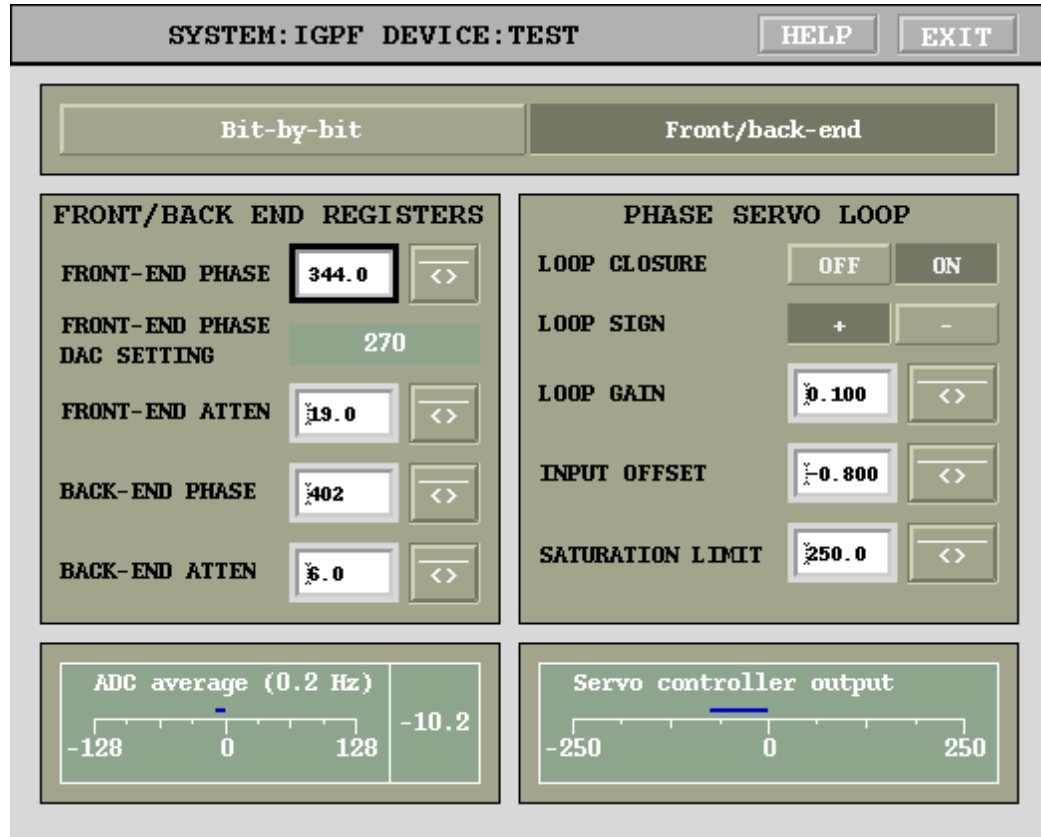 SYSTEM:IGPF DEVICE:TEST HELP EXIT
Bit-by-bit Front/back-end
FRONT/BACK END REGISTERS
FRONT-END PHASE 344.0 <>
FRONT-END PHASE
DAC SETTING 270
FRONT-END ATTEN 19.0 <>
BACK-END PHASE 402 <>
BACK-END ATTEN 6.0 <>
PHASE SERVO LOOP
LOOP CLOSURE OFF ON
LOOP SIGN + -
LOOP GAIN 0.100 <>
INPUT OFFSET -0.800 <>
SATURATION LIMIT 250.0 <>
ADC average (0.2 Hz)
-10.2
-128 0 128
Servo controller output
-250 0 250